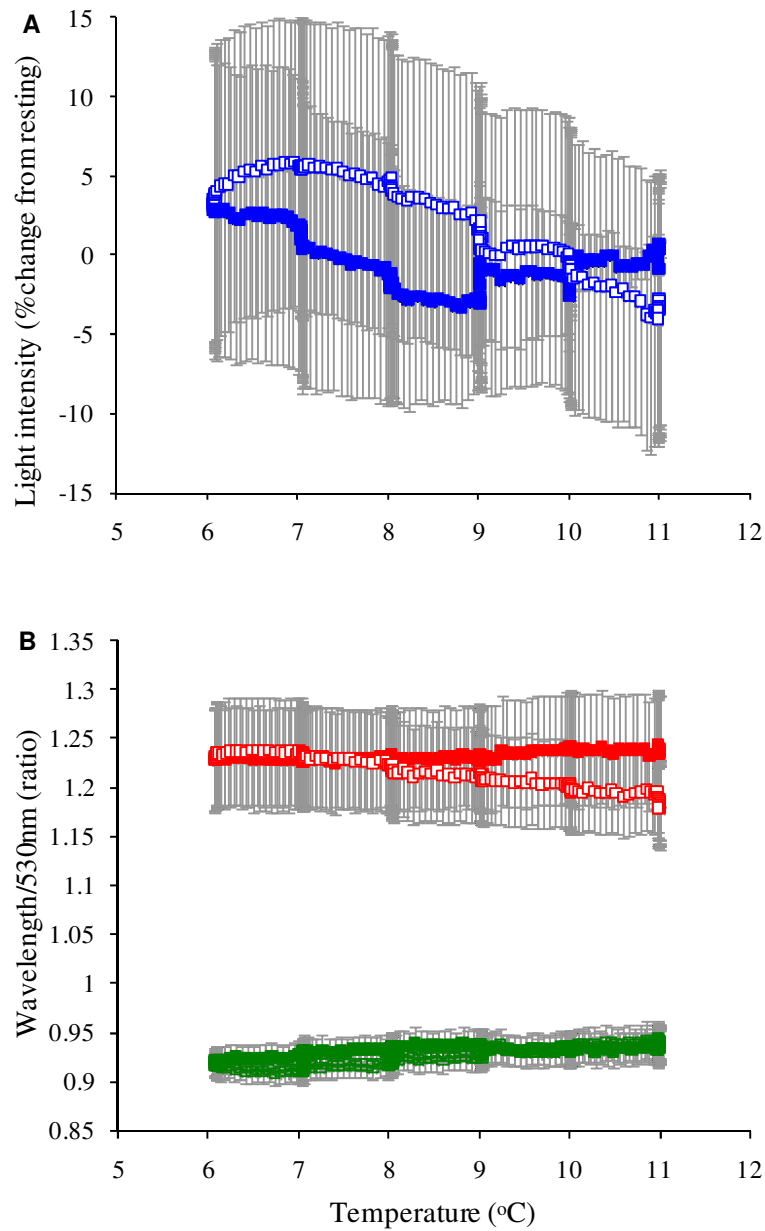 A
15
10
5
0
-5
-10
-15
Light intensity (%change from resting)
5 6 7 8 9 10 11 12
B
1.35
1.3
1.25
1.2
1.15
1.1
1.05
1
0.95
0.9
0.85
Wavelength/530nm (ratio)
5 6 7 8 9 10 11 12
Temperature (ºC)